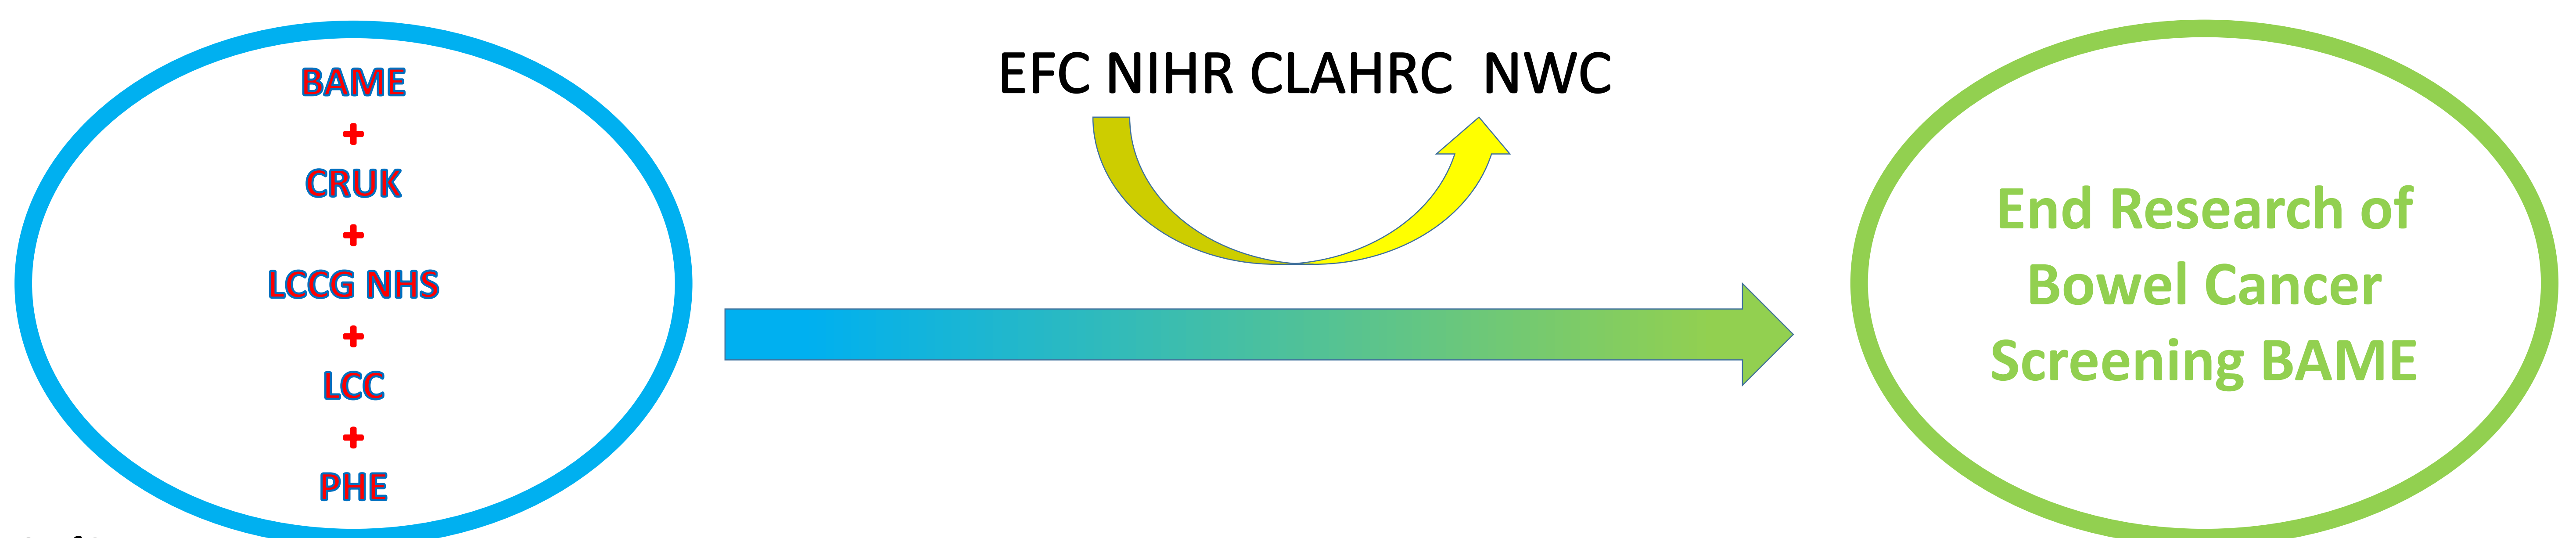 BAME
+
CRUK
+
LCCG NHS
+
LCC
+
PHE
EFC NIHR CLAHRC NWC
End Research of
Bowel Cancer
Screening BAME